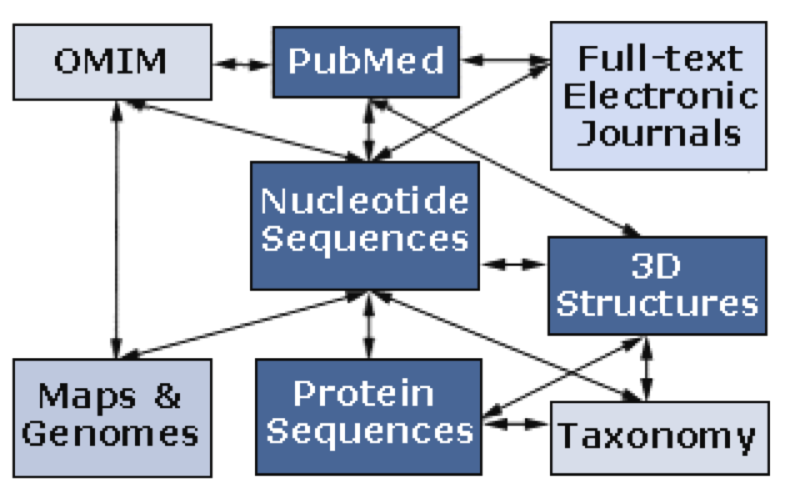 OMIM
PubMed
Full-text
Electronic
Journals
Nucleotide
Sequences
3D
Structures
Maps &
Genomes
Protein
Sequences
Taxonomy